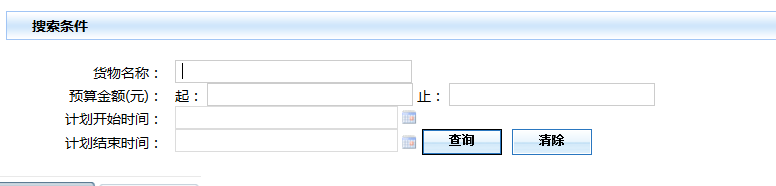 搜索条件
货物名称：
预算金额(元)： 起： 止：
计划开始时间：
计划结束时间： 查询 清除